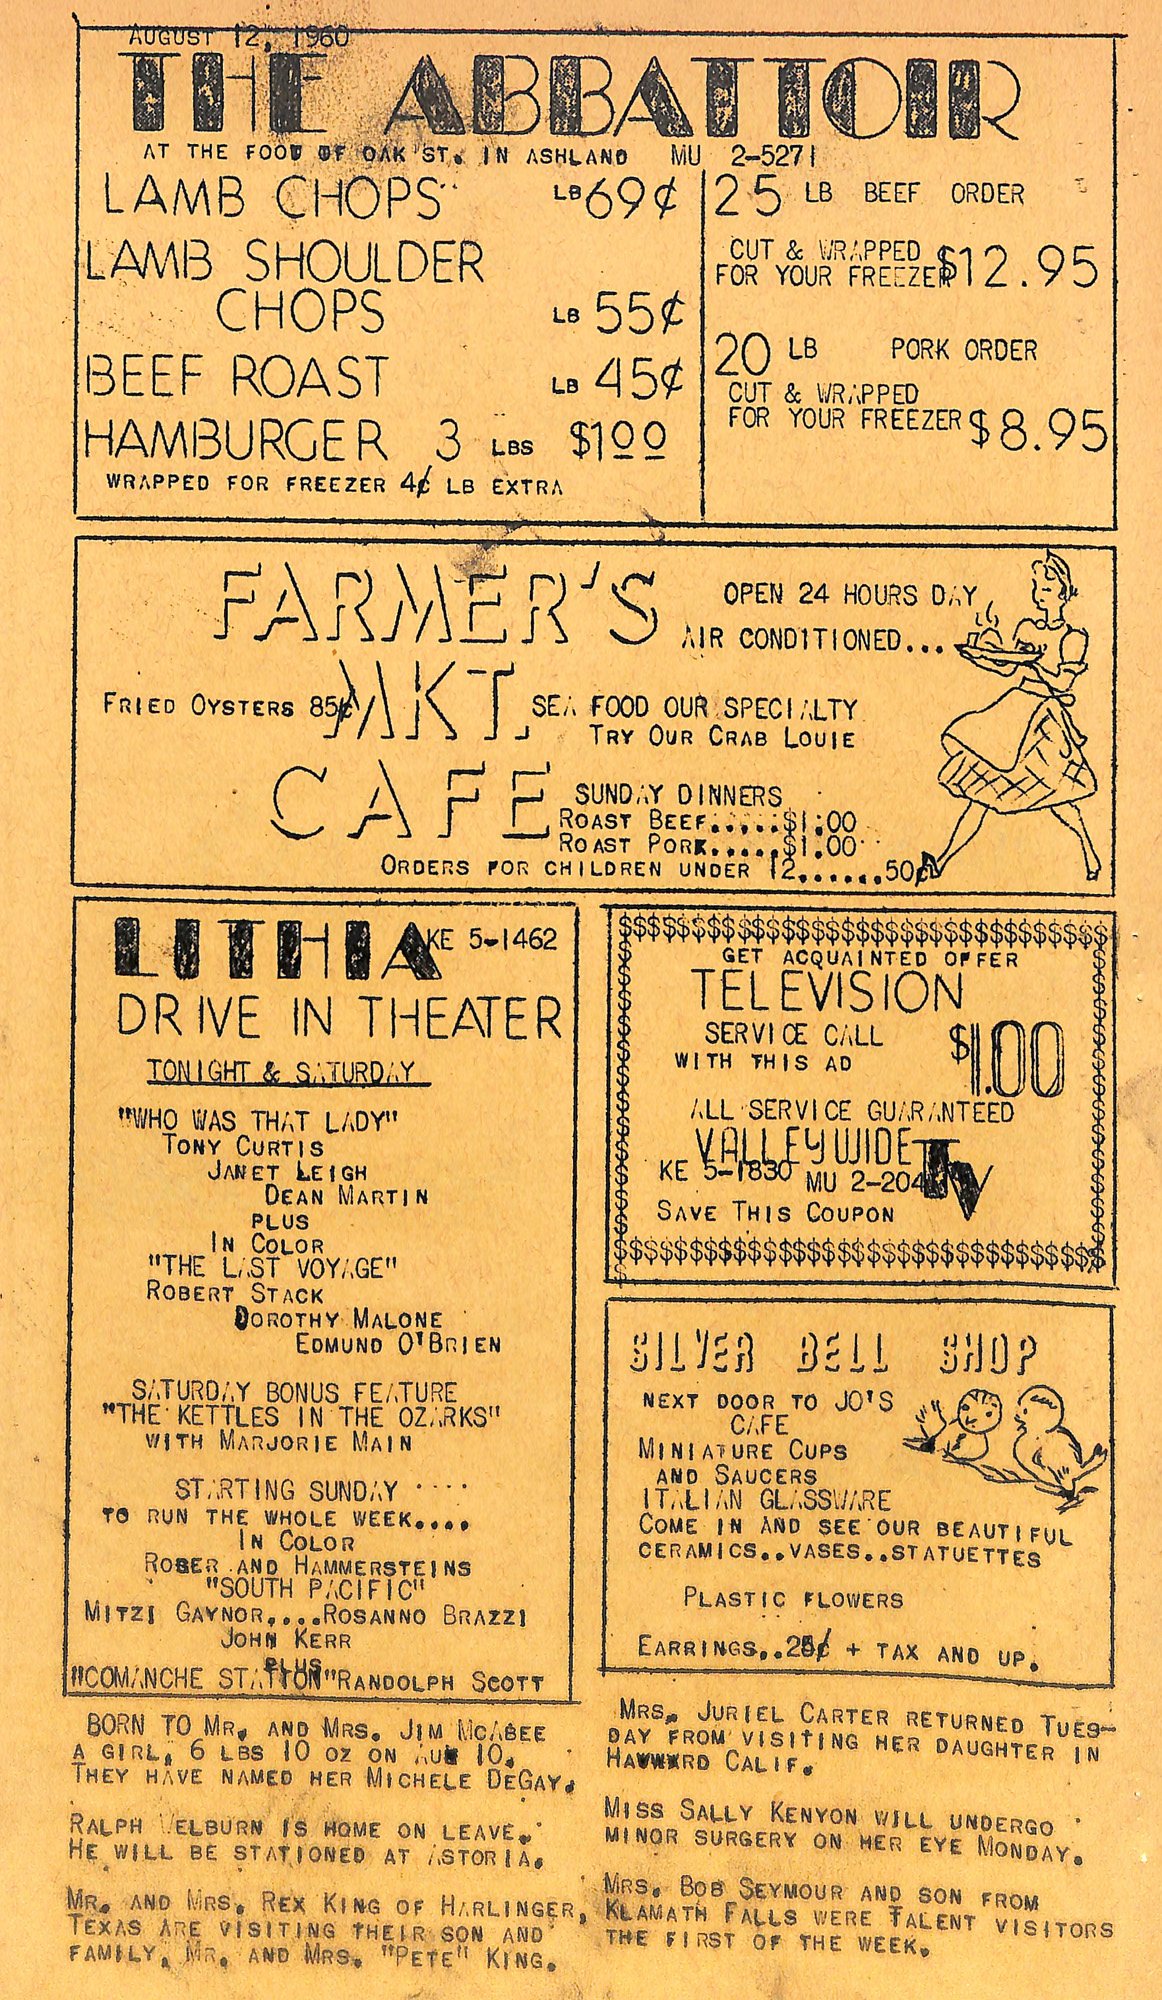 AUGUST 12, 1960
THE ABBATTOIR
AT THE FOOT OF OAK ST. IN ASHLAND MU 2-5271
LAMB CHOPS LB 69¢
LAMB SHOULDER
CHOPS LB 55¢
BEEF ROAST LB 45¢
HAMBURGER 3 LBS $1.00
WRAPPED FOR FREEZER 4¢ LB EXTRA
25 LB BEEF ORDER
CUT & WRAPPED
FOR YOUR FREEZER $12.95
20 LB PORK ORDER
CUT & WRAPPED
FOR YOUR FREEZER $8.95
FARMER'S
MKT.
CAFE
OPEN 24 HOURS DAY
AIR CONDITIONED...
FRIED OYSTERS 85¢
SEA FOOD OUR SPECIALTY
TRY OUR CRAB LOUIE
SUNDAY DINNERS
ROAST BEEF.....$1.00
ROAST PORK.....$1.00
ORDERS FOR CHILDREN UNDER 12......50¢
LITHIA KE 5-1462
DRIVE IN THEATER
TONIGHT & SATURDAY
"WHO WAS THAT LADY"
TONY CURTIS
JANET LEIGH
DEAN MARTIN
PLUS
IN COLOR
"THE LAST VOYAGE"
ROBERT STACK
DOROTHY MALONE
EDMUND O'BRIEN
SATURDAY BONUS FEATURE
"THE KETTLES IN THE OZARKS"
WITH MARJORIE MAIN
STARTING SUNDAY ....
TO RUN THE WHOLE WEEK....
IN COLOR
ROGER AND HAMMERSTEINS
"SOUTH PACIFIC"
MITZI GAYNOR....ROSANNO BRAZZI
JOHN KERR
PLUS
"COMANCHE STATION" RANDOLPH SCOTT
$$$$$$$$$$$$$$$$$$$$$$$$$$$$$$$$$
GET ACQUAINTED OFFER
TELEVISION
SERVICE CALL $1.00
WITH THIS AD
ALL SERVICE GUARANTEED
VALLEYWIDE TV
KE 5-1830 MU 2-204
SAVE THIS COUPON
$$$$$$$$$$$$$$$$$$$$$$$$$$$$$$$$$
SILVER BELL SHOP
NEXT DOOR TO JO'S
CAFE
MINIATURE CUPS
AND SAUCERS
ITALIAN GLASSWARE
COME IN AND SEE OUR BEAUTIFUL
CERAMICS..VASES..STATUETTES
PLASTIC FLOWERS
EARRINGS..25¢ + TAX AND UP.
BORN TO MR. AND MRS. JIM MCABEE
A GIRL, 6 LBS 10 OZ ON AUG 10.
THEY HAVE NAMED HER MICHELE DEGAY.
RALPH WELBURN IS HOME ON LEAVE.
HE WILL BE STATIONED AT ASTORIA.
MR. AND MRS. REX KING OF HARLINGER,
TEXAS ARE VISITING THEIR SON AND
FAMILY, MR. AND MRS. "PETE" KING.
MRS. JURIEL CARTER RETURNED TUES-
DAY FROM VISITING HER DAUGHTER IN
HAYWARD CALIF.
MISS SALLY KENYON WILL UNDERGO
MINOR SURGERY ON HER EYE MONDAY.
MRS. BOB SEYMOUR AND SON FROM
KLAMATH FALLS WERE TALENT VISITORS
THE FIRST OF THE WEEK.